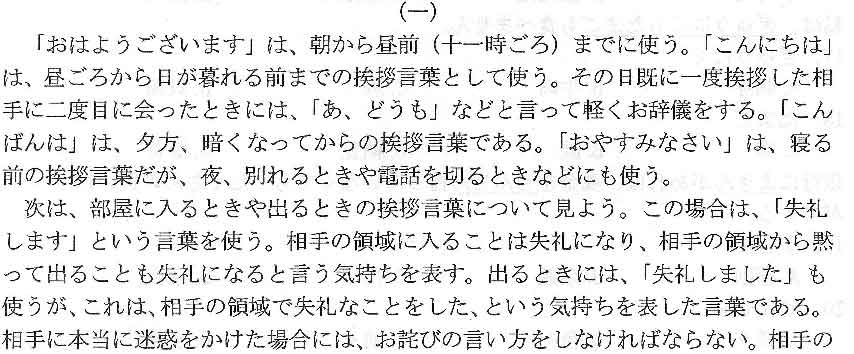 （一）
「おはようございます」は、朝から昼前（十一時ごろ）までに使う。「こんにちは」
は、昼ごろから日が暮れる前までの挨拶言葉として使う。その日既に一度挨拶した相
手に二度目に会ったときには、「あ、どうも」などと言って軽くお辞儀をする。「こん
ばんは」は、夕方、暗くなってからの挨拶言葉である。「おやすみなさい」は、寝る
前の挨拶言葉だが、夜、別れるときや電話を切るときなどにも使う。
次は、部屋に入るときや出るときの挨拶言葉について見よう。この場合は、「失礼
します」という言葉を使う。相手の領域に入ることは失礼になり、相手の領域から黙
って出ることも失礼になると言う気持ちを表す。出るときには、「失礼しました」も
使うが、これは、相手の領域で失礼なことをした、という気持ちを表した言葉である。
相手に本当に迷惑をかけた場合には、お詫びの言い方をしなければならない。相手の